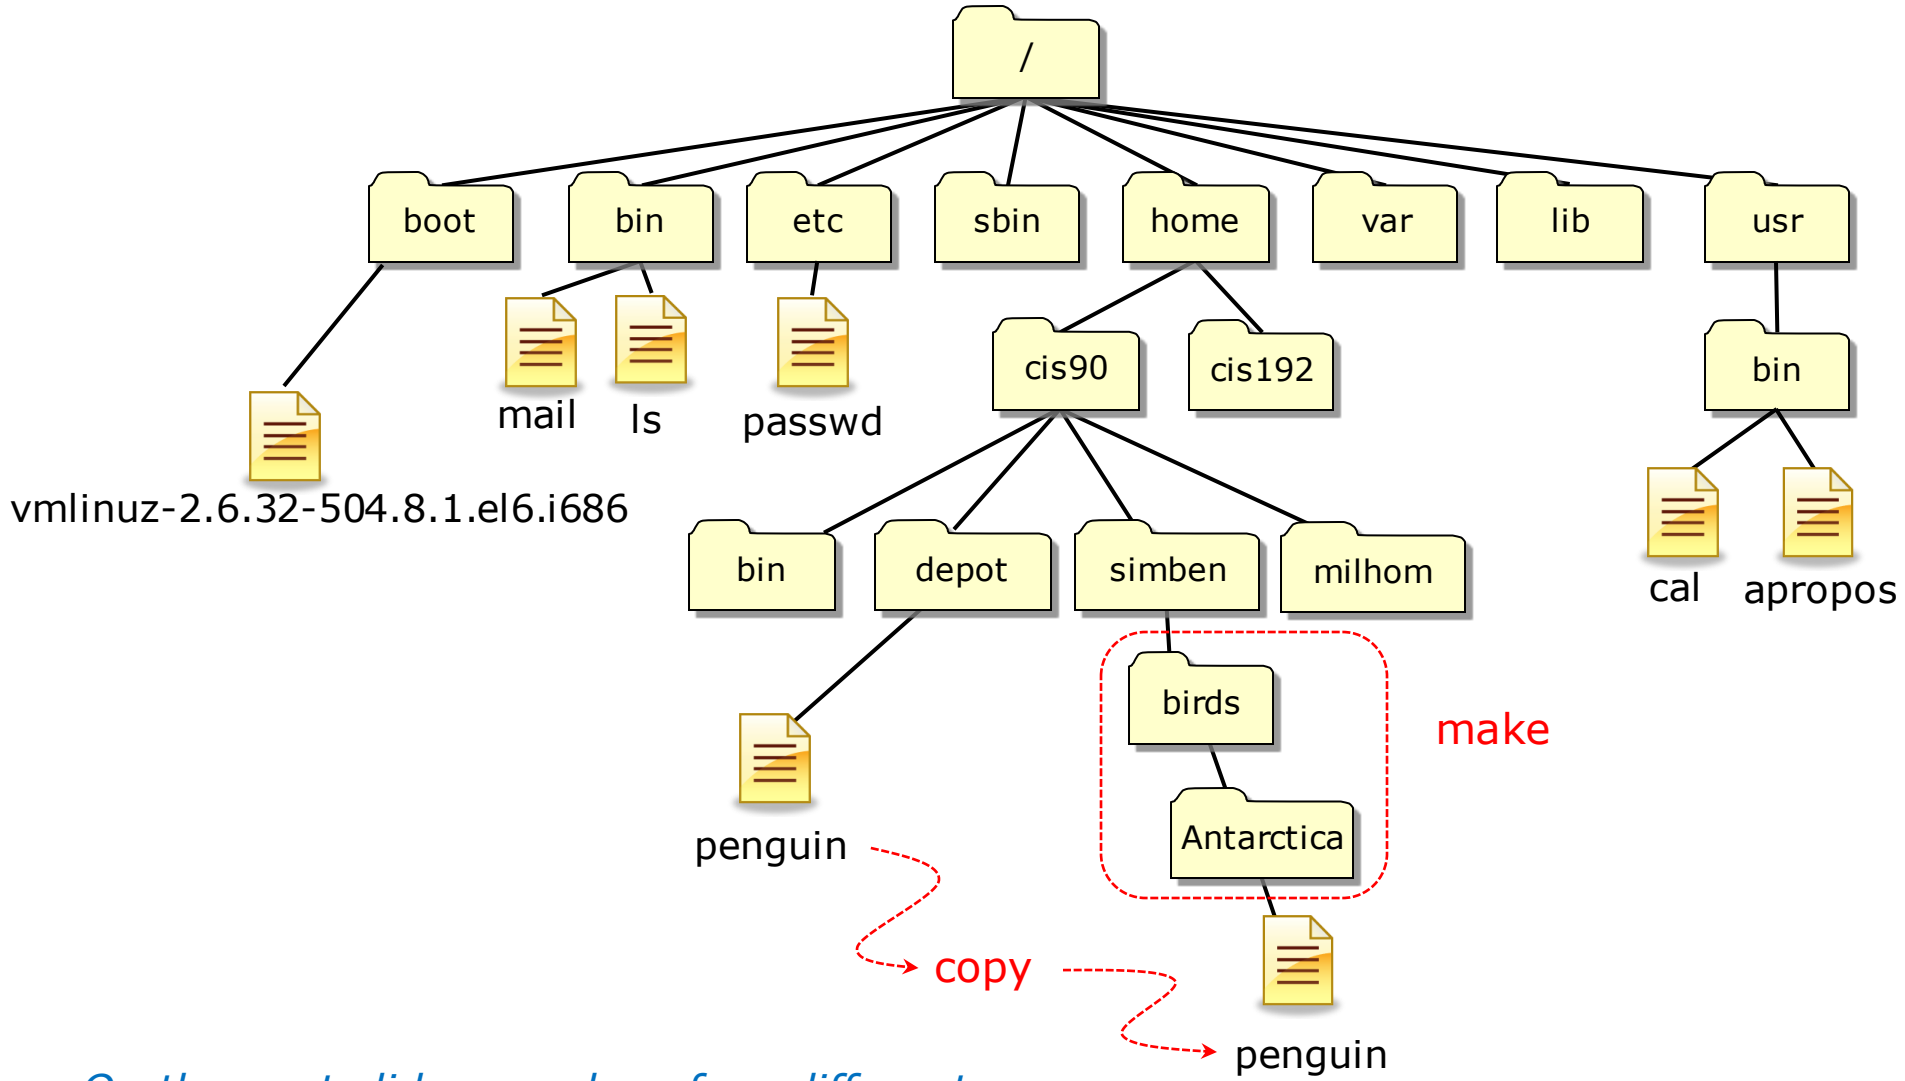 /
boot
bin
etc
sbin
home
var
lib
usr
mail
ls
passwd
cis90
cis192
bin
vmlinuz-2.6.32-504.8.1.el6.i686
bin
depot
simben
milhom
cal
apropos
birds
make
Antarctica
penguin
copy
penguin